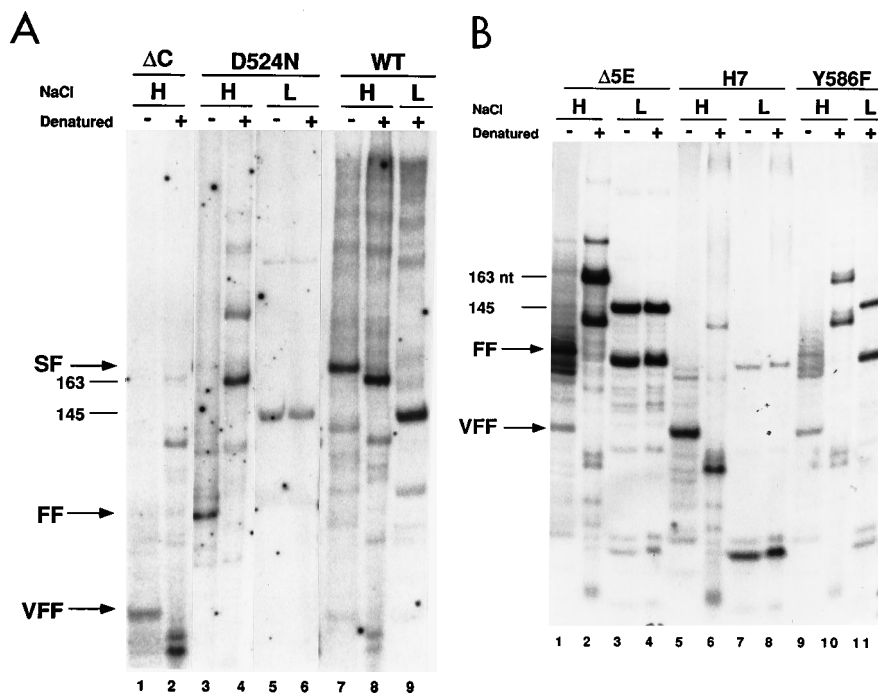 A
ΔC D524N WT
NaCl H H L H L
Denatured - + - + - + - + +
SF
163
145
FF
VFF
1 2 3 4 5 6 7 8 9
B
Δ5E H7 Y586F
NaCl H L H L H L
Denatured - + - + - + - + - + +
163 nt
145
FF
VFF
1 2 3 4 5 6 7 8 9 10 11